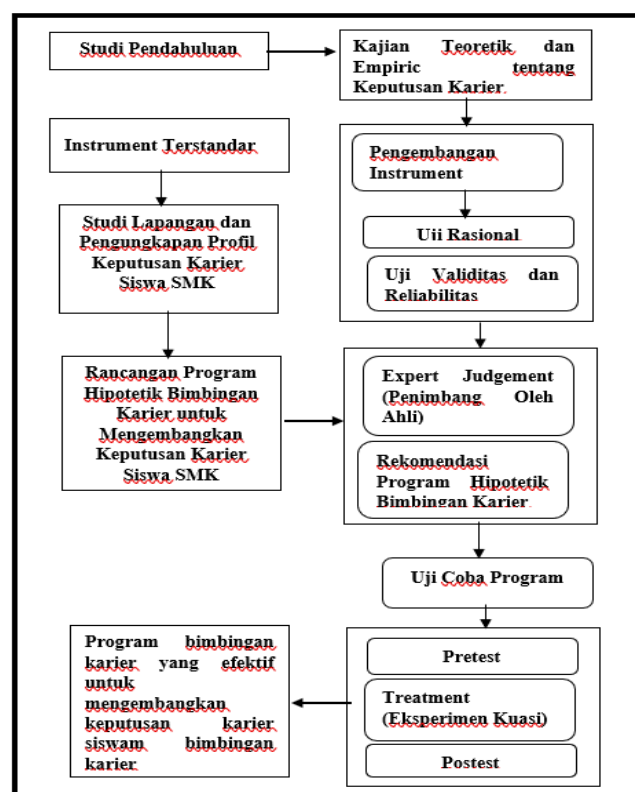 Studi Pendahuluan
Kajian Teoretik dan
Empiric tentang
Keputusan Karier
Instrument Terstandar
Pengembangan
Instrument
Uji Rasional
Uji Validitas dan
Reliabilitas
Studi Lapangan dan
Pengungkapan Profil
Keputusan Karier
Siswa SMK
Rancangan Program
Hipotetik Bimbingan
Karier untuk
Mengembangkan
Keputusan Karier
Siswa SMK
Expert Judgement
(Penimbang Oleh
Ahli)
Rekomendasi
Program Hipotetik
Bimbingan Karier
Uji Coba Program
Pretest
Treatment
(Eksperimen Kuasi)
Postest
Program bimbingan
karier yang efektif
untuk
mengembangkan
keputusan karier
siswam bimbingan
karier